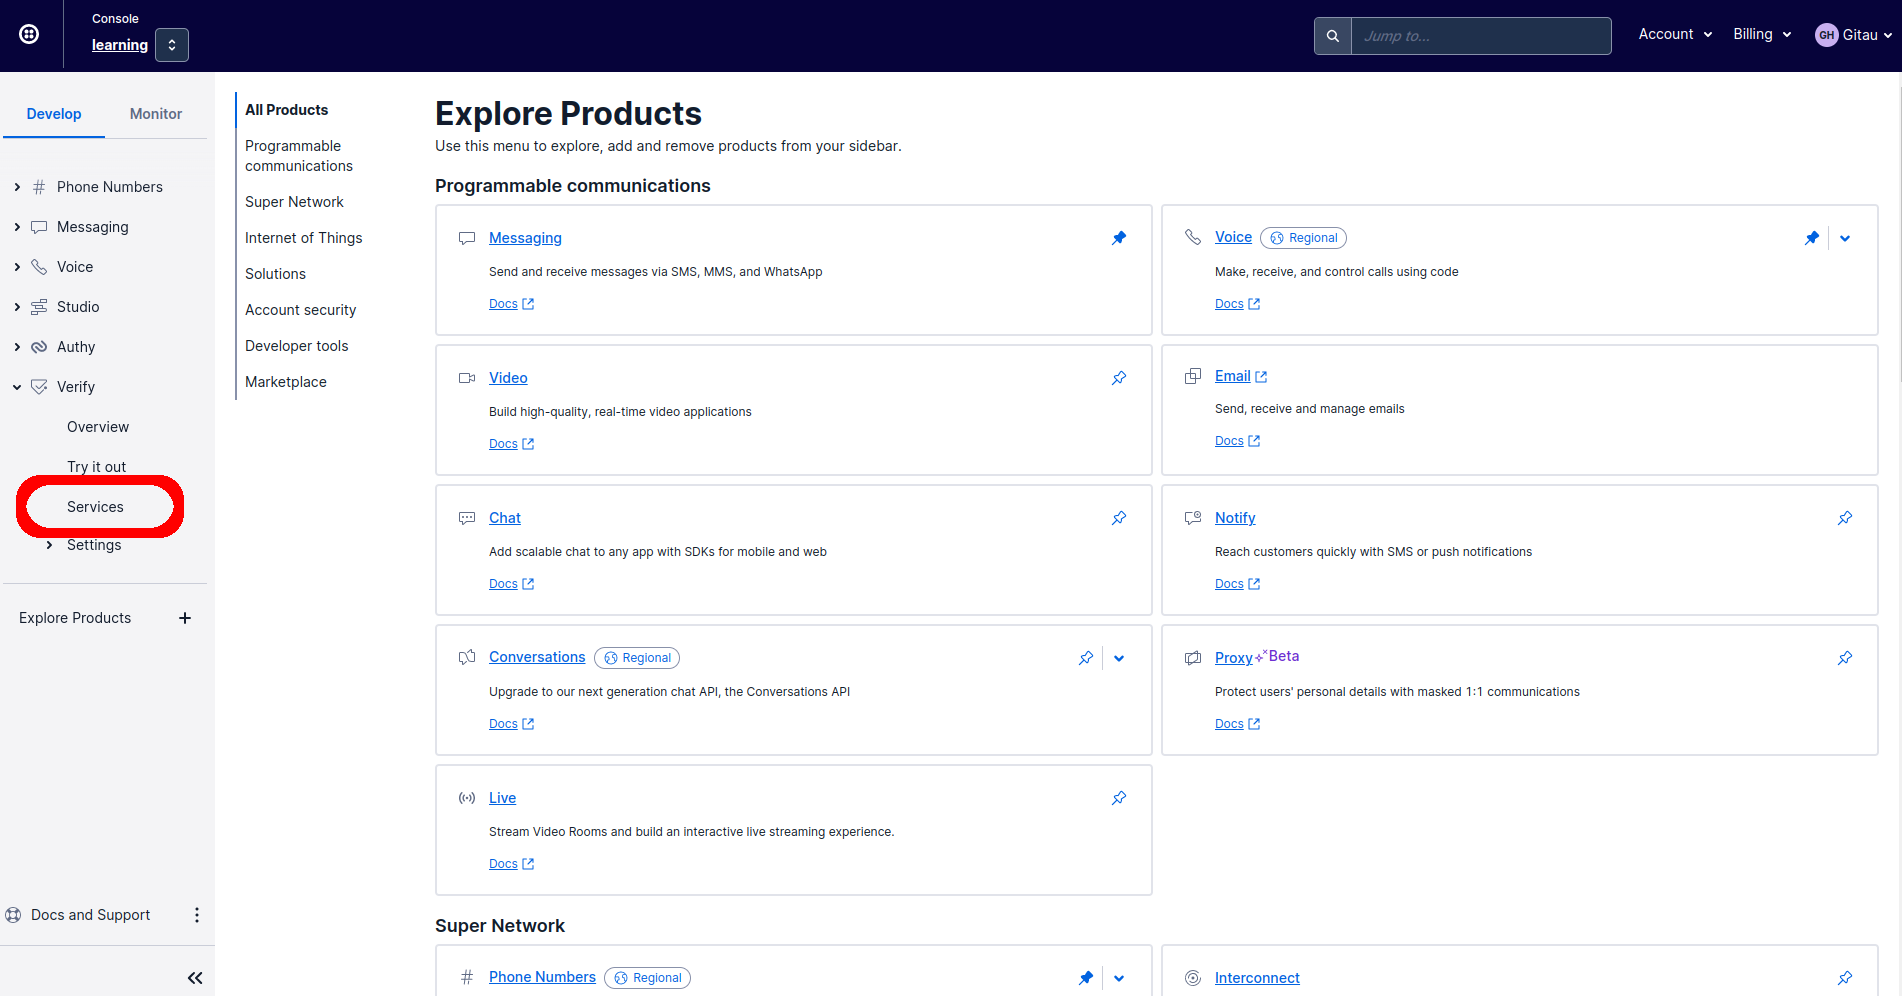 Console
learning
Jump to...
Account
Billing
GH Gitau
Develop
Monitor
Phone Numbers
Messaging
Voice
Studio
Authy
Verify
Overview
Try it out
Services
Settings
Explore Products +
Docs and Support
All Products
Programmable
communications
Super Network
Internet of Things
Solutions
Account security
Developer tools
Marketplace
Explore Products
Use this menu to explore, add and remove products from your sidebar.
Programmable communications
Messaging
Send and receive messages via SMS, MMS, and WhatsApp
Docs
Voice Regional
Make, receive, and control calls using code
Docs
Video
Build high-quality, real-time video applications
Docs
Email
Send, receive and manage emails
Docs
Chat
Add scalable chat to any app with SDKs for mobile and web
Docs
Notify
Reach customers quickly with SMS or push notifications
Docs
Conversations Regional
Upgrade to our next generation chat API, the Conversations API
Docs
Proxy Beta
Protect users' personal details with masked 1:1 communications
Docs
Live
Stream Video Rooms and build an interactive live streaming experience.
Docs
Super Network
Phone Numbers Regional
Interconnect